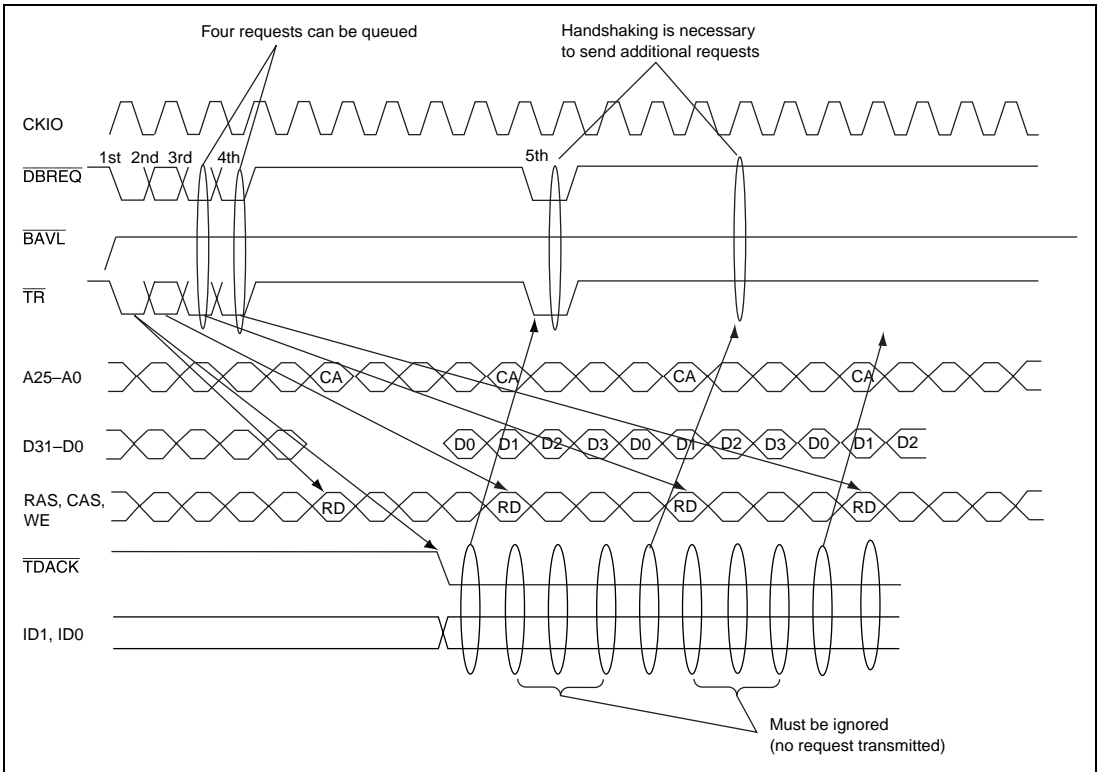 Four requests can be queued
Handshaking is necessary
to send additional requests
CKIO
1st 2nd 3rd 4th 5th
DBREQ
BAVL
TR
A25–A0 CA CA CA CA
D31–D0 D0 D1 D2 D3 D0 D1 D2 D3 D0 D1 D2
RAS, CAS,
WE RD RD RD RD
TDACK
ID1, ID0
Must be ignored
(no request transmitted)